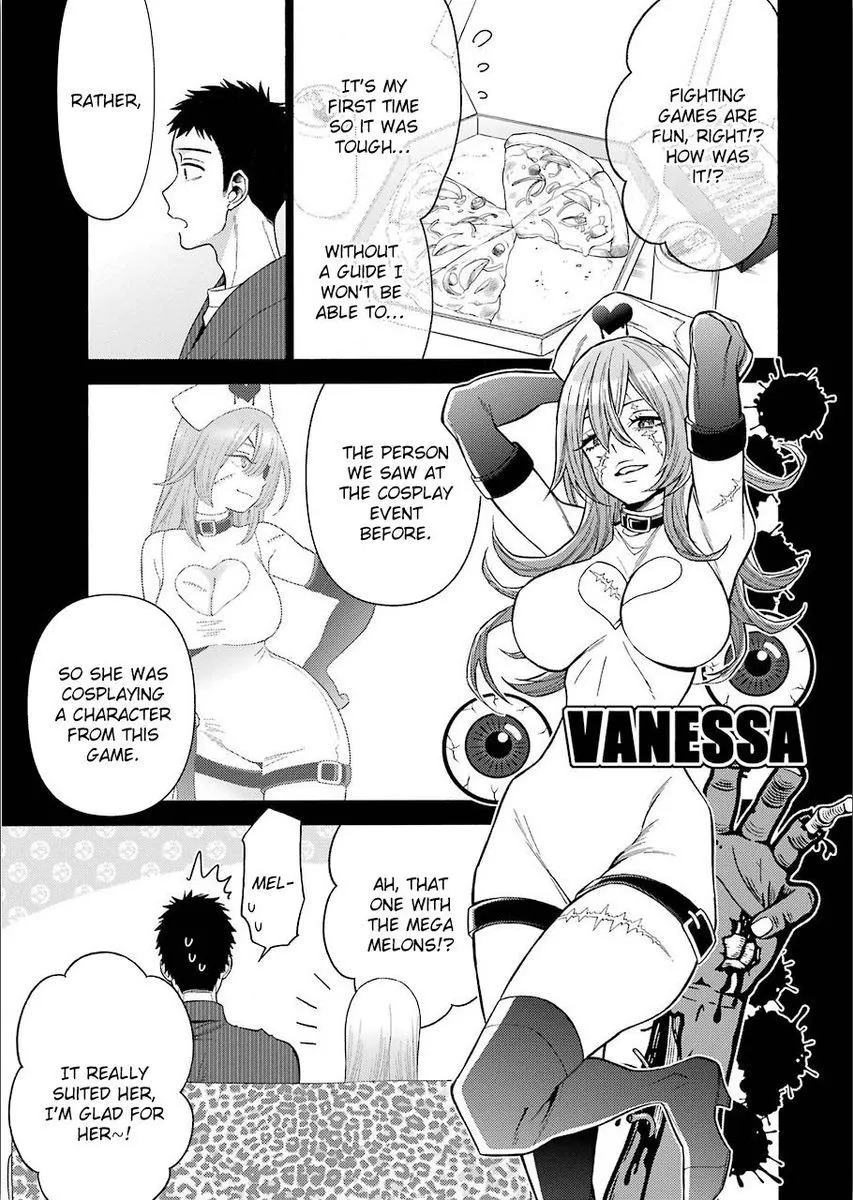 FIGHTING
GAMES ARE
FUN, RIGHT!?
HOW WAS
IT!?
IT'S MY
FIRST TIME
SO IT WAS
TOUGH...
WITHOUT
A GUIDE I
WON'T BE
ABLE TO...
RATHER,
THE PERSON
WE SAW AT
THE COSPLAY
EVENT
BEFORE.
SO SHE WAS
COSPLAYING
A CHARACTER
FROM THIS
GAME.
VANESSA
AH, THAT
ONE WITH
THE MEGA
MELONS!?
MEL-
IT REALLY
SUITED HER,
I'M GLAD FOR
HER~!